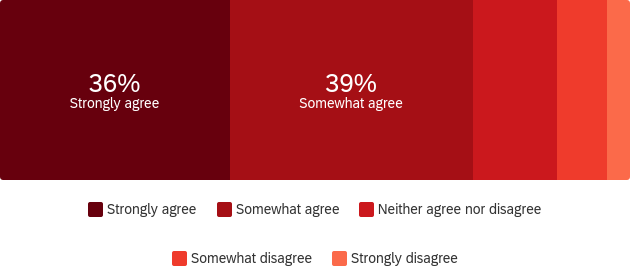 36%
Strongly agree
39%
Somewhat agree
Strongly agree
Somewhat agree
Neither agree nor disagree
Somewhat disagree
Strongly disagree